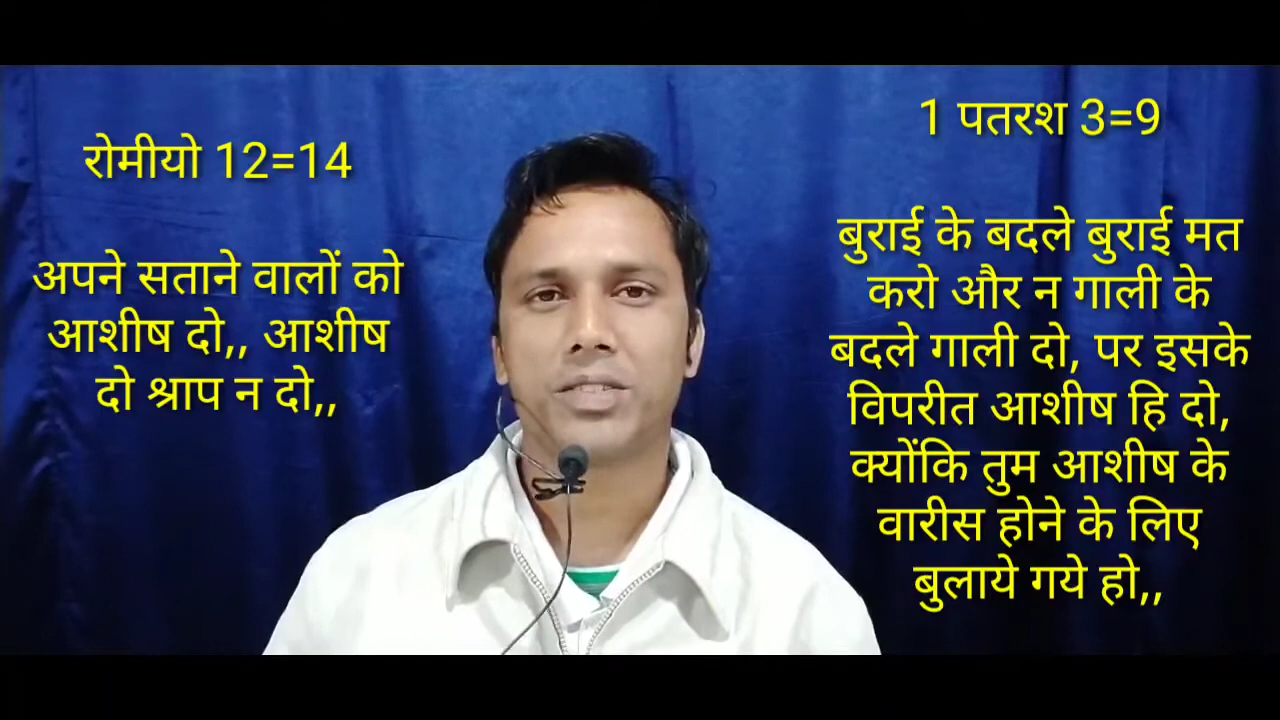 रोमीयो 12=14
अपने सताने वालों को
आशीष दो,, आशीष
दो श्राप न दो,,
1 पतरश 3=9
बुराई के बदले बुराई मत
करो और न गाली के
बदले गाली दो, पर इसके
विपरीत आशीष हि दो,
क्योंकि तुम आशीष के
वारीस होने के लिए
बुलाये गये हो,,